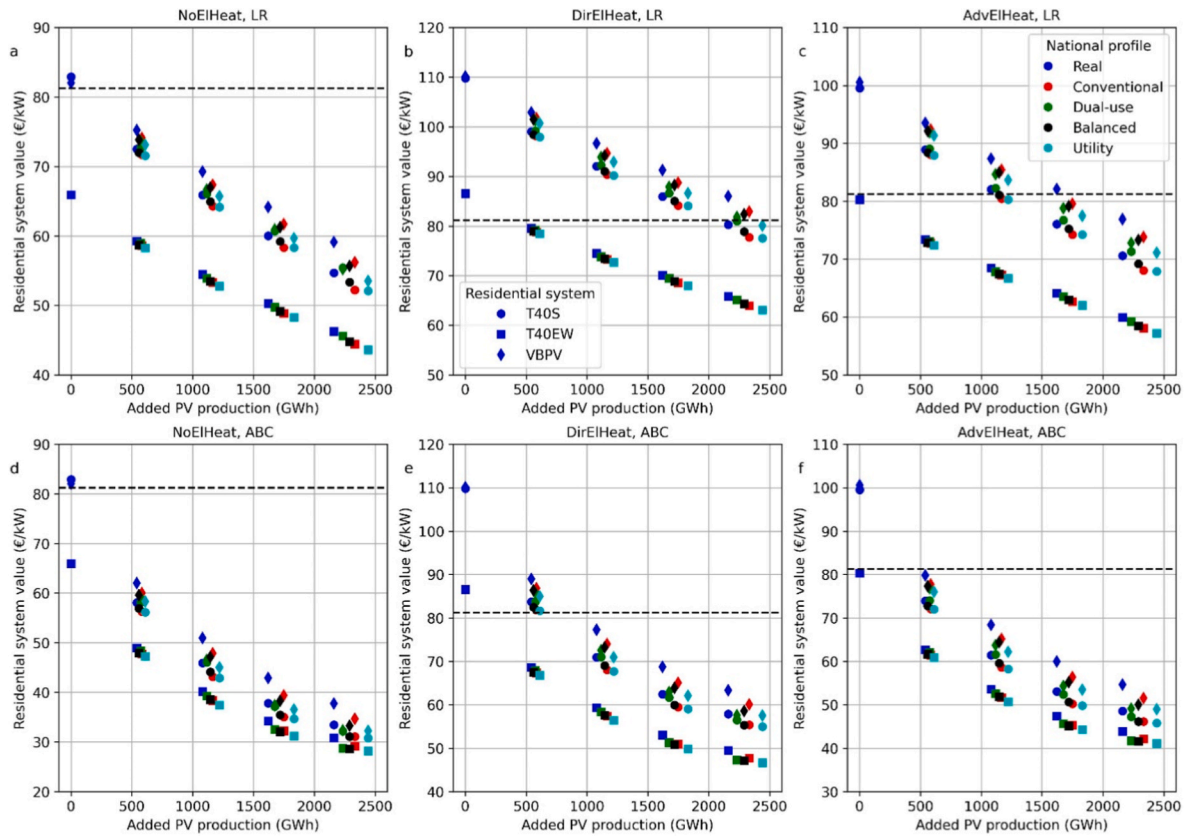 NoElHeat, LR
a
Residential system value (€/kW)
90
80
70
60
50
40
0 500 1000 1500 2000 2500
Added PV production (GWh)
DirElHeat, LR
b
Residential system value (€/kW)
120
110
100
90
80
70
60
50
Residential system
T40S
T40EW
VBPV
0 500 1000 1500 2000 2500
Added PV production (GWh)
AdvElHeat, LR
c
Residential system value (€/kW)
110
100
90
80
70
60
50
National profile
Real
Conventional
Dual-use
Balanced
Utility
0 500 1000 1500 2000 2500
Added PV production (GWh)
NoElHeat, ABC
d
Residential system value (€/kW)
90
80
70
60
50
40
30
20
0 500 1000 1500 2000 2500
Added PV production (GWh)
DirElHeat, ABC
e
Residential system value (€/kW)
120
110
100
90
80
70
60
50
40
0 500 1000 1500 2000 2500
Added PV production (GWh)
AdvElHeat, ABC
f
Residential system value (€/kW)
110
100
90
80
70
60
50
40
30
0 500 1000 1500 2000 2500
Added PV production (GWh)